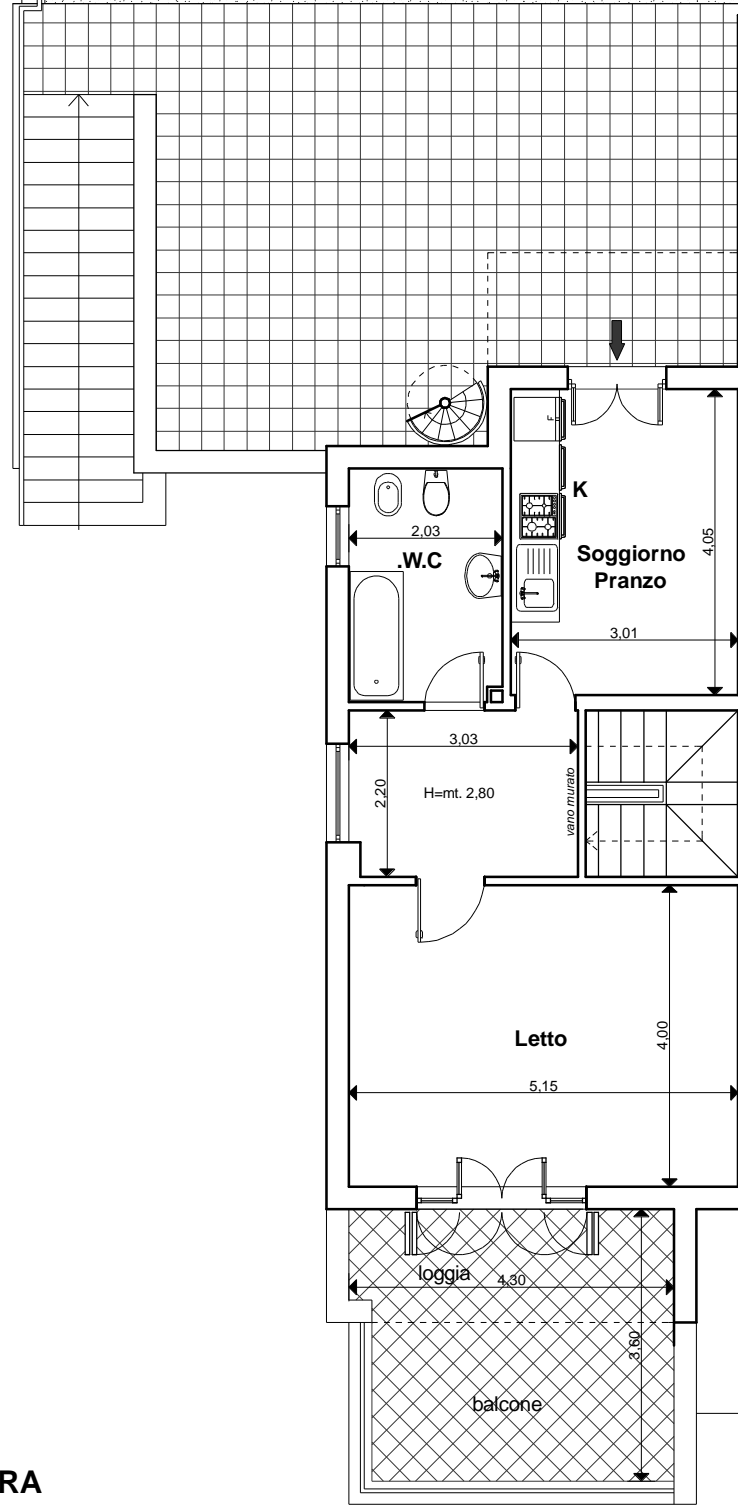 F
K
2,03
.W.C
Soggiorno
Pranzo
4,05
3,01
3,03
2,20
H=mt. 2,80
vano murato
Letto
4,00
5,15
loggia
4,30
3,60
balcone
RA